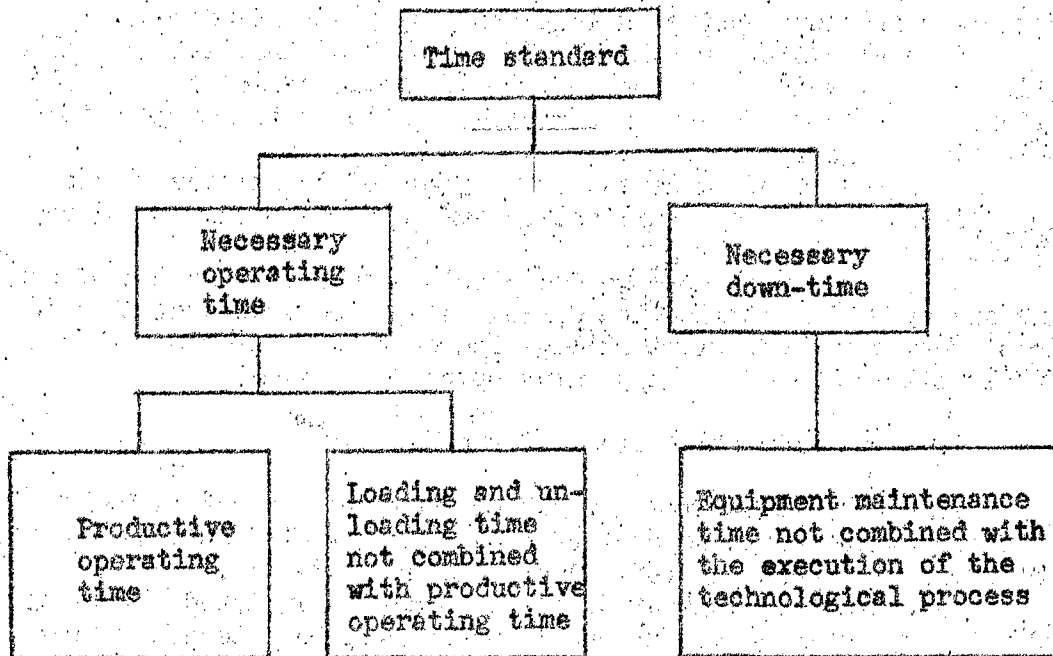 Time standard
Necessary
operating
time
Necessary
down-time
Productive
operating
time
Loading and un-
loading time
not combined
with productive
operating time
Equipment maintenance
time not combined with
the execution of the
technological process